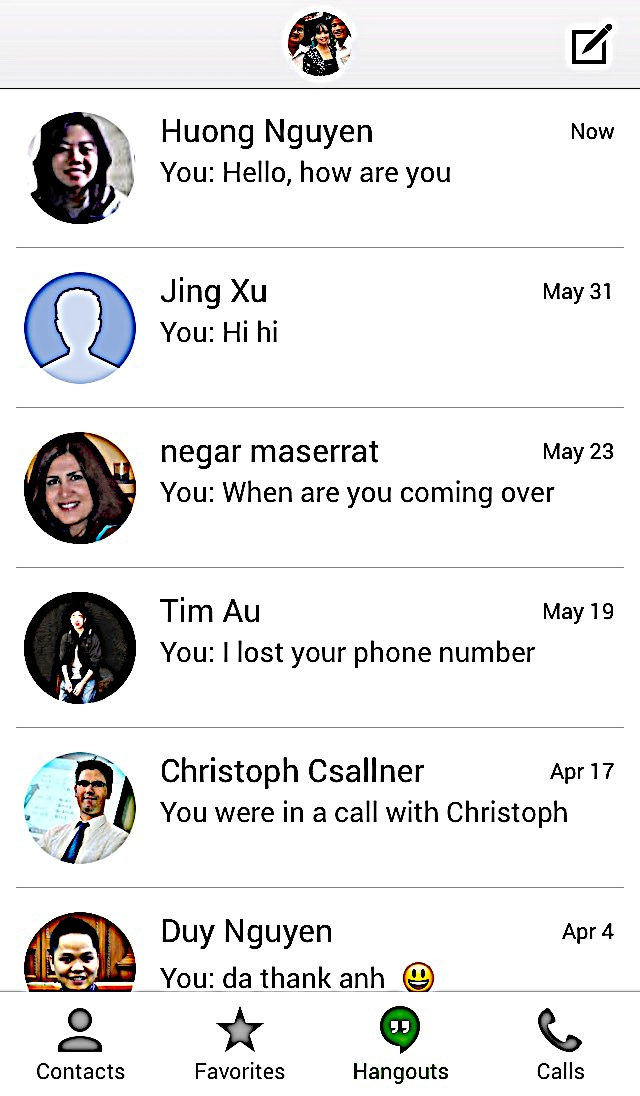 Huong Nguyen
Now
You: Hello, how are you
Jing Xu
May 31
You: Hi hi
negar maserrat
May 23
You: When are you coming over
Tim Au
May 19
You: I lost your phone number
Christoph Csallner
Apr 17
You were in a call with Christoph
Duy Nguyen
Apr 4
You: da thank anh 😃
Contacts
Favorites
Hangouts
Calls